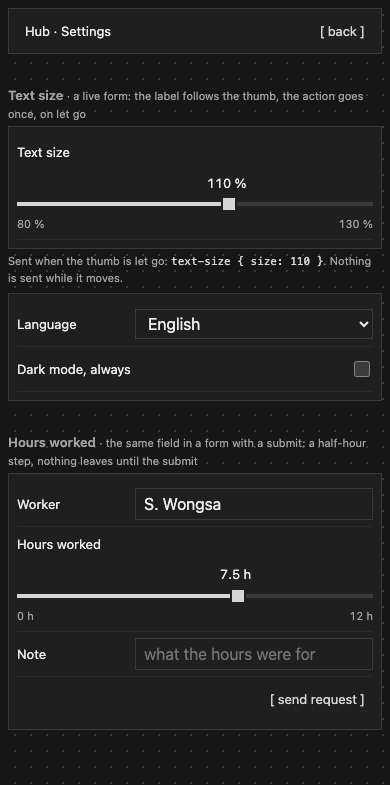 Hub · Settings
[ back ]
Text size · a live form: the label follows the thumb, the action goes
once, on let go
Text size
110 %
80 %
130 %
Sent when the thumb is let go: text-size { size: 110 }. Nothing
is sent while it moves.
Language
English
Dark mode, always
Hours worked · the same field in a form with a submit: a half-hour
step, nothing leaves until the submit
Worker
S. Wongsa
Hours worked
7.5 h
0 h
12 h
Note
what the hours were for
[ send request ]